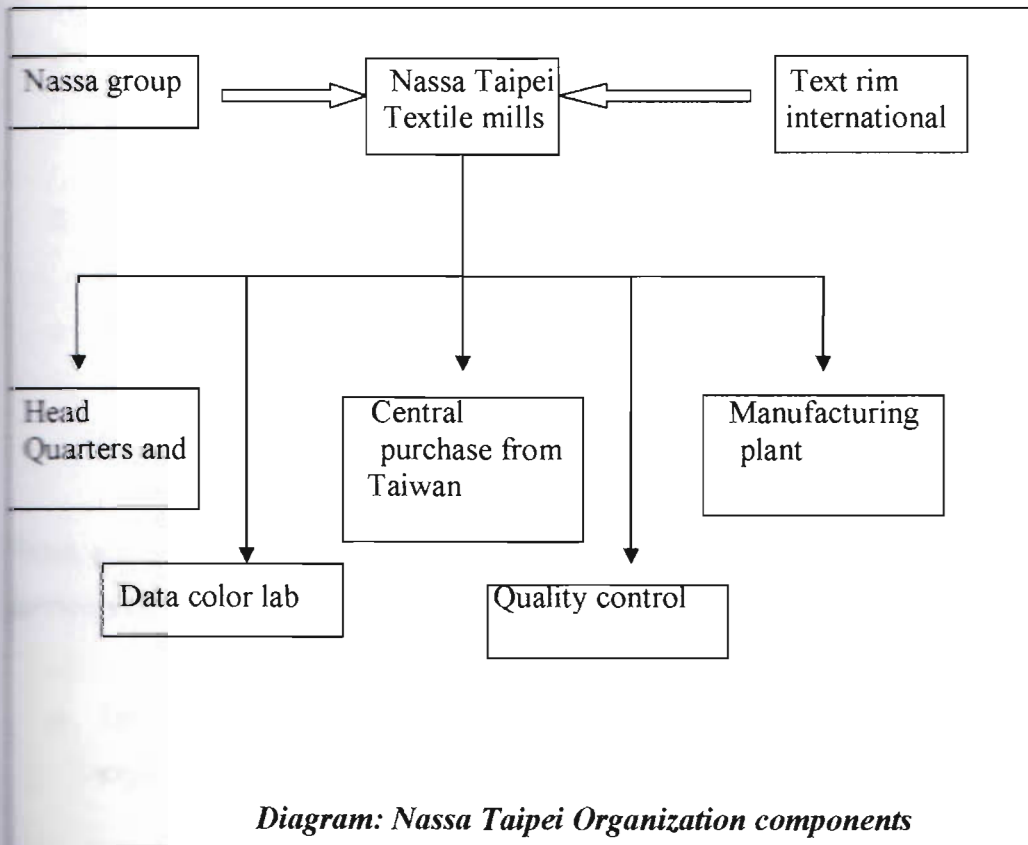 Nassa group
Nassa Taipei
Textile mills
Text rim
international
Head
Quarters and
Central
purchase from
Taiwan
Manufacturing
plant
Data color lab
Quality control
Diagram: Nassa Taipei Organization components